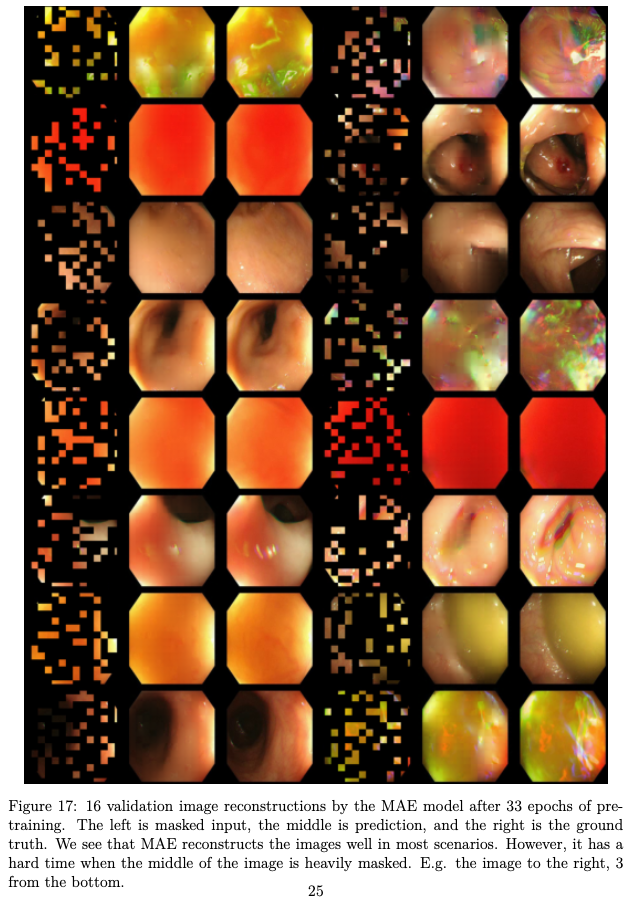 Figure 17: 16 validation image reconstructions by the MAE model after 33 epochs of pre-
training. The left is masked input, the middle is prediction, and the right is the ground
truth. We see that MAE reconstructs the images well in most scenarios. However, it has a
hard time when the middle of the image is heavily masked. E.g. the image to the right, 3
from the bottom.
25